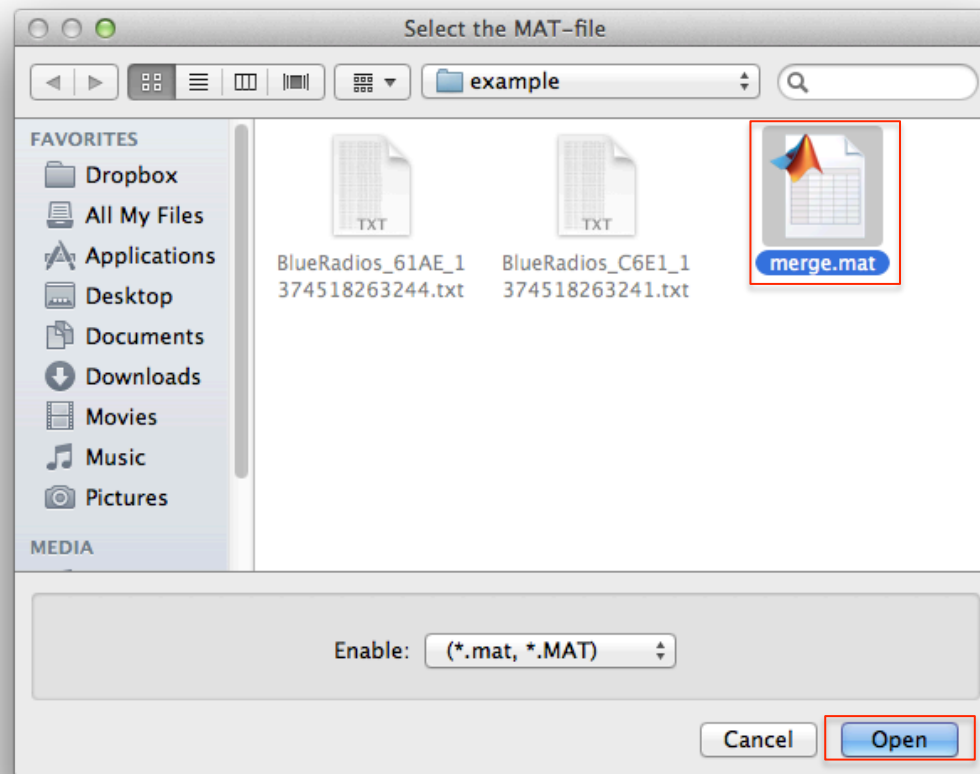 Select the MAT-file
example
FAVORITES
Dropbox
All My Files
Applications
Desktop
Documents
Downloads
Movies
Music
Pictures
MEDIA
TXT
BlueRadios_61AE_1
374518263244.txt
TXT
BlueRadios_C6E1_1
374518263241.txt
merge.mat
Enable: (*.mat, *.MAT)
Cancel
Open